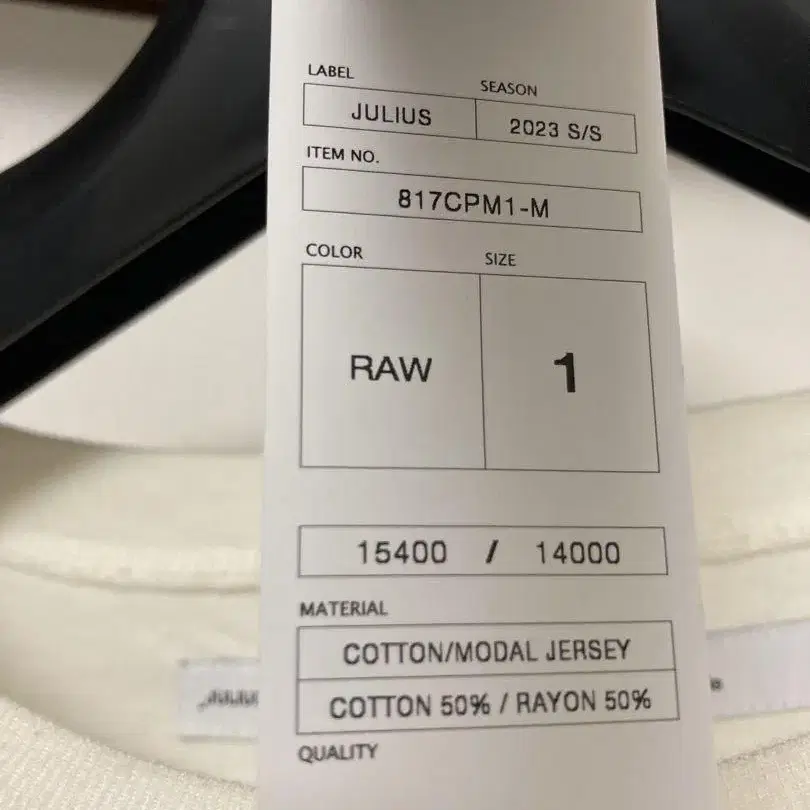 LABEL
SEASON
JULIUS
2023 S/S
ITEM NO.
817CPM1-M
COLOR
SIZE
RAW
1
15400 / 14000
MATERIAL
COTTON/MODAL JERSEY
COTTON 50% / RAYON 50%
QUALITY